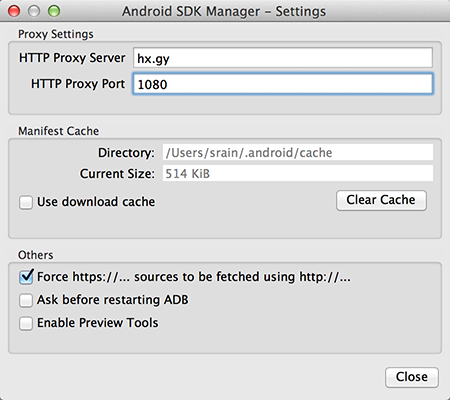 Android SDK Manager – Settings
Proxy Settings
HTTP Proxy Server hx.gy
HTTP Proxy Port 1080
Manifest Cache
Directory: /Users/srain/.android/cache
Current Size: 514 KiB
Use download cache Clear Cache
Others
Force https://... sources to be fetched using http://...
Ask before restarting ADB
Enable Preview Tools
Close